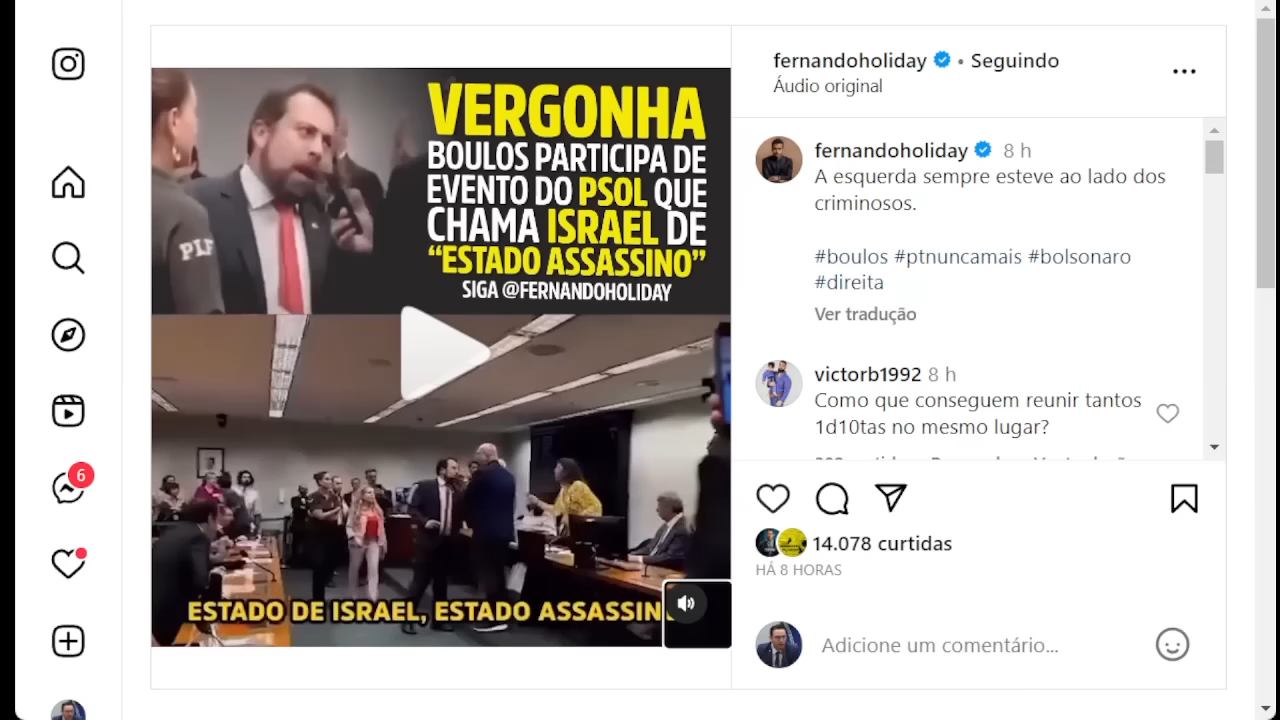 VERGONHA
BOULOS PARTICIPA DE
EVENTO DO PSOL QUE
CHAMA ISRAEL DE
“ESTADO ASSASSINO”
SIGA @FERNANDOHOLIDAY
ESTADO DE ISRAEL, ESTADO ASSASSIN
6
fernandoholiday • Seguindo
Áudio original
fernandoholiday 8 h
A esquerda sempre esteve ao lado dos
criminosos.
#boulos #ptnuncamais #bolsonaro
#direita
Ver tradução
victorb1992 8 h
Como que conseguem reunir tantos
1d10tas no mesmo lugar?
14.078 curtidas
HÁ 8 HORAS
Adicione um comentário...